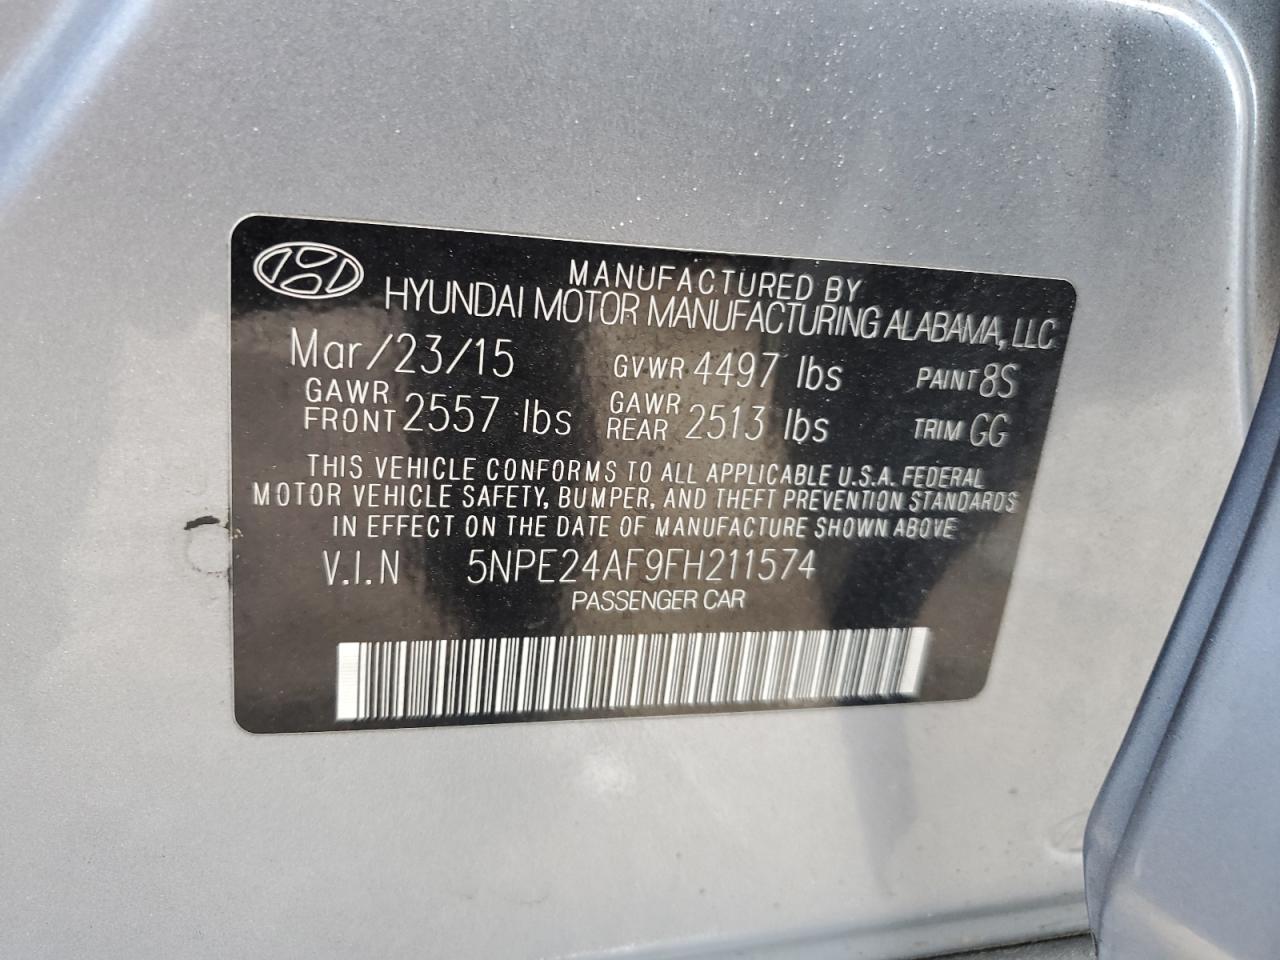 MANUFACTURED BY
HYUNDAI MOTOR MANUFACTURING ALABAMA, LLC
Mar/23/15 GVWR 4497 lbs PAINT 8S
GAWR FRONT 2557 lbs GAWR REAR 2513 lbs TRIM GG
THIS VEHICLE CONFORMS TO ALL APPLICABLE U.S.A. FEDERAL
MOTOR VEHICLE SAFETY, BUMPER, AND THEFT PREVENTION STANDARDS
IN EFFECT ON THE DATE OF MANUFACTURE SHOWN ABOVE
V.I.N 5NPE24AF9FH211574
PASSENGER CAR